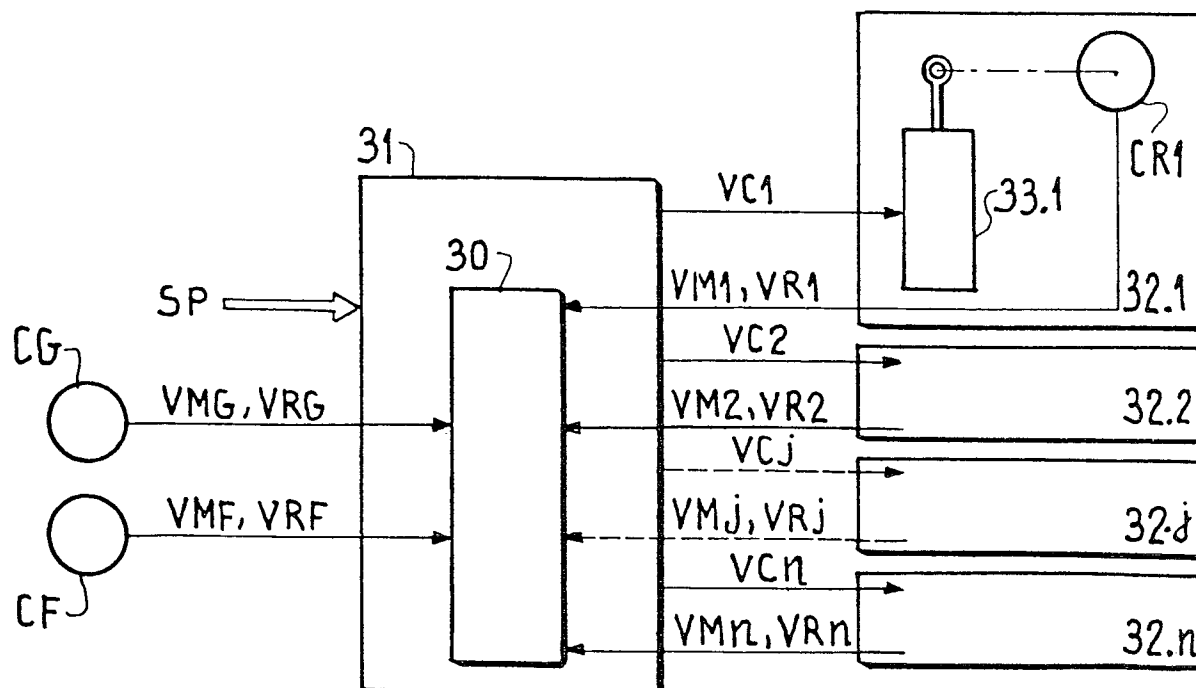 31
VC1
CR1
33.1
30
SP
VM1, VR1
32.1
CG
VC2
VMG, VRG
VM2, VR2
32.2
VCj
VMF, VRF
VMj, VRj
32.j
CF
VCn
VMn, VRn
32.n